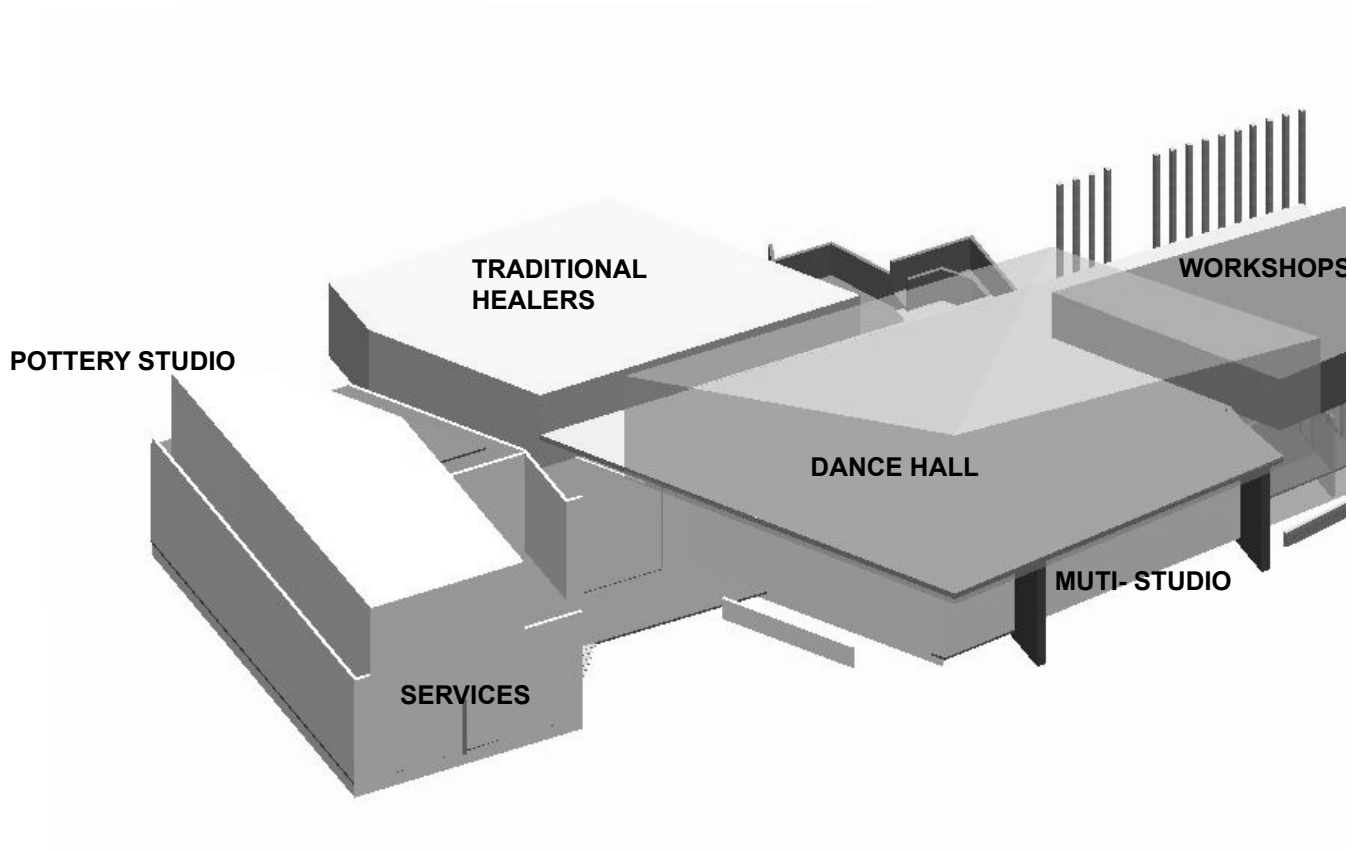 TRADITIONAL
HEALERS
WORKSHOPS
POTTERY STUDIO
DANCE HALL
MUTI- STUDIO
SERVICES